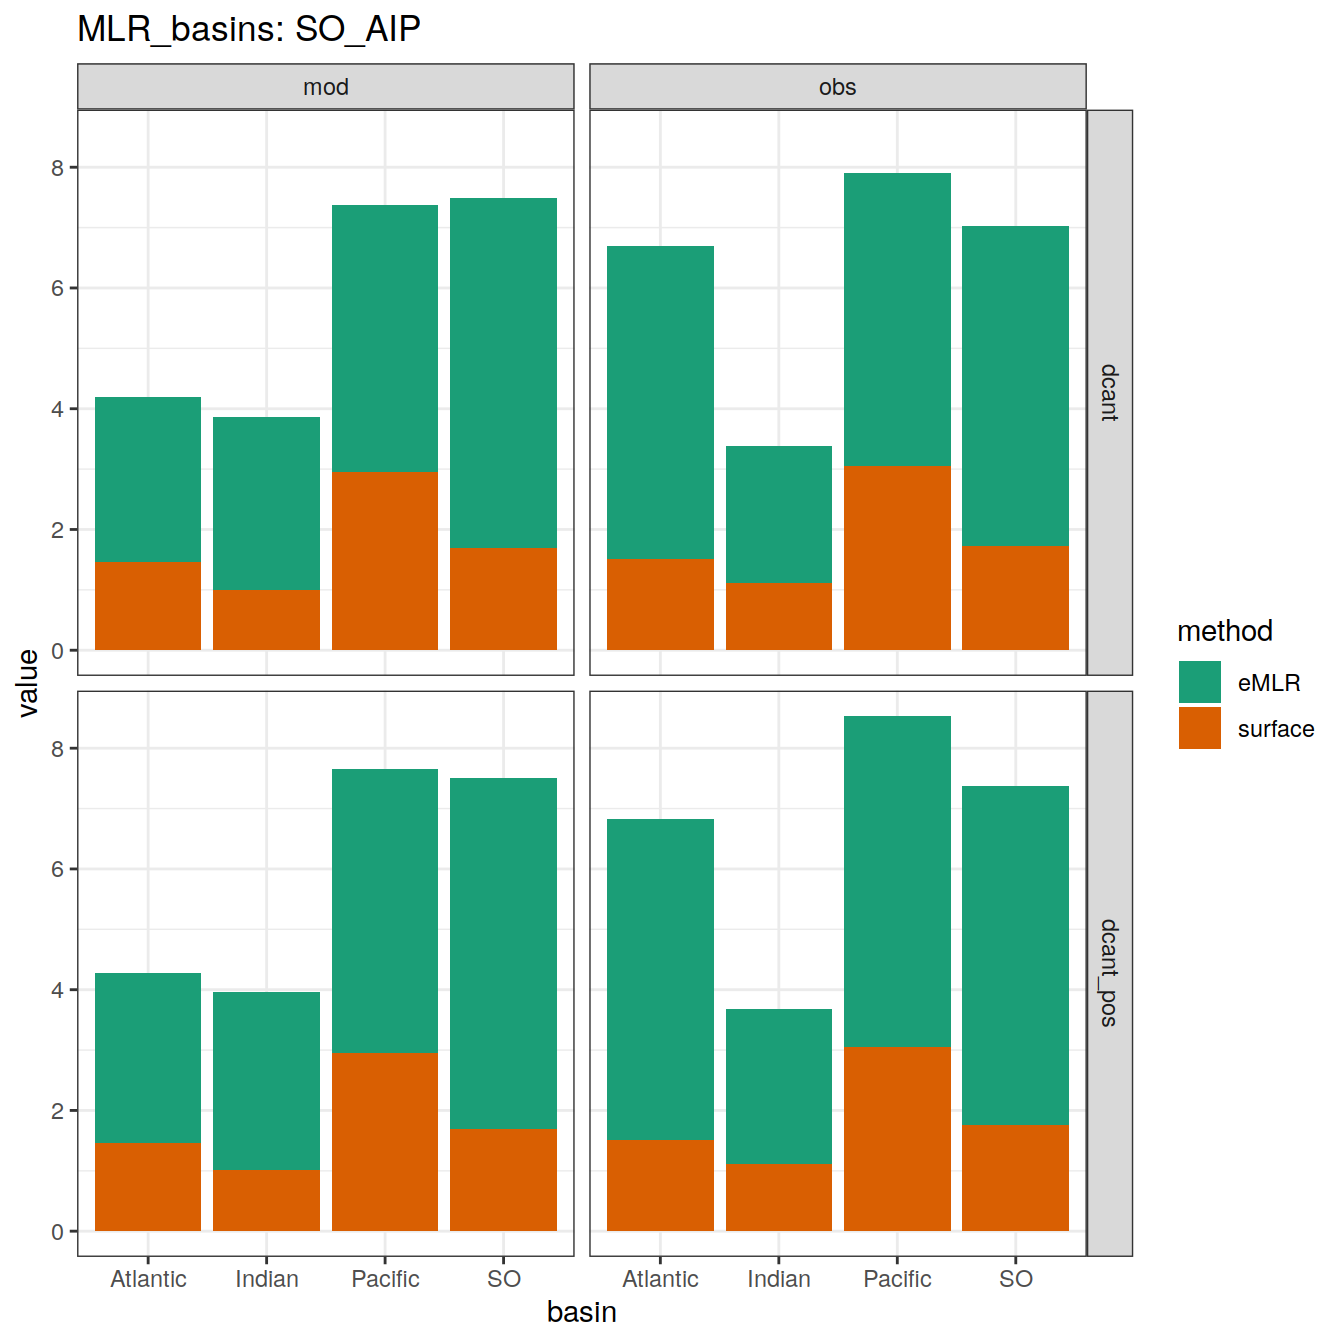 MLR_basins: SO_AIP
mod
obs
8
6
4
2
0
dcant
8
6
4
2
0
dcant_pos
value
Atlantic Indian Pacific SO
Atlantic Indian Pacific SO
basin
method
eMLR
surface